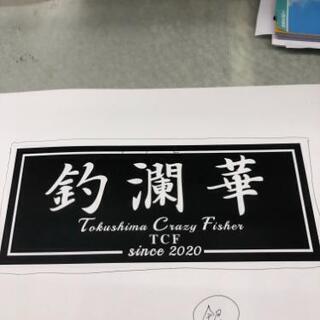 釣瀾華
Tokushima Crazy Fisher
TCF
since 2020